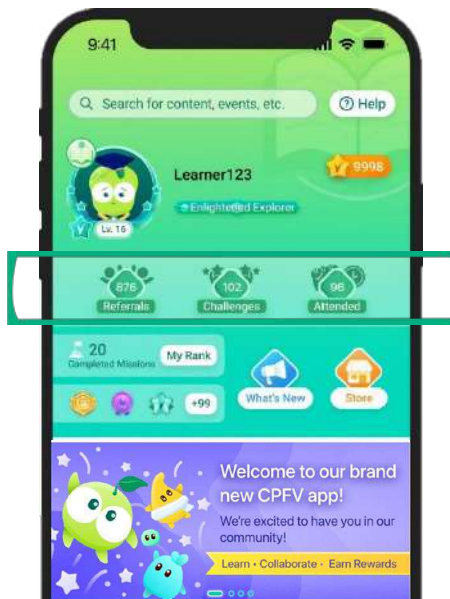 9:41
Search for content, events, etc.
Help
Learner123
9998
Enlightened Explorer
Lv. 16
876
102
96
Referrals
Challenges
Attended
20
Completed Missions
My Rank
+99
What's New
Store
Welcome to our brand
new CPFV app!
We're excited to have you in our
community!
Learn • Collaborate • Earn Rewards